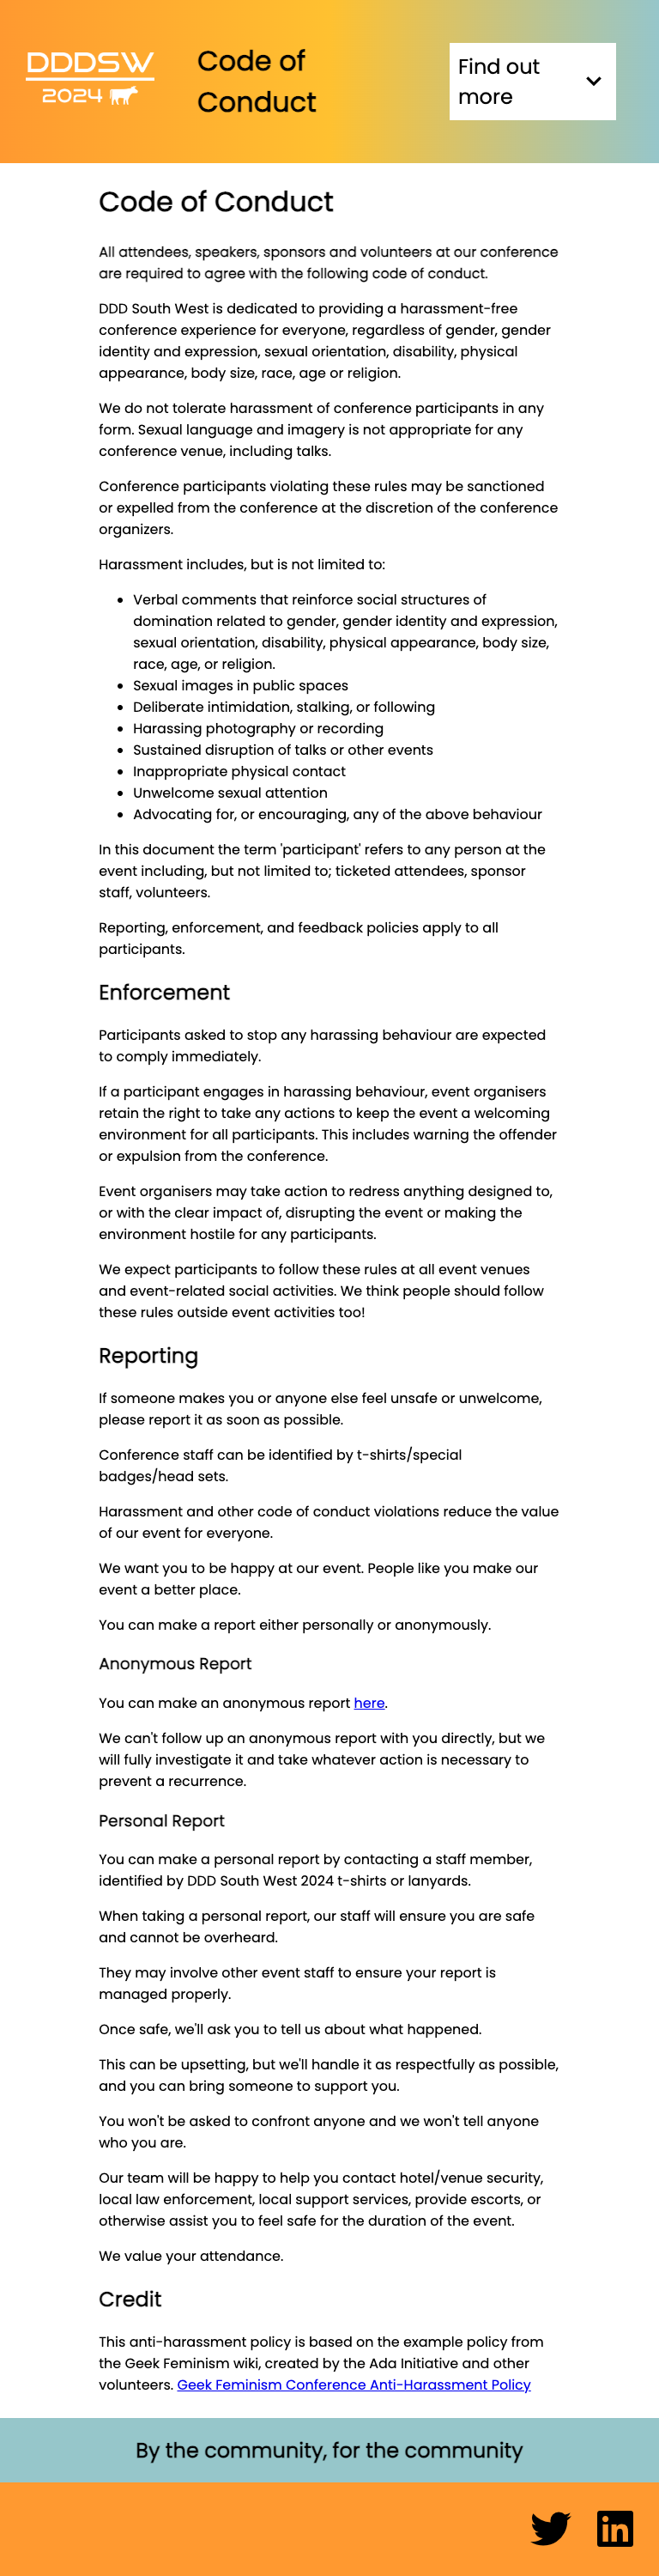 DDDSW
2024
Code of
Conduct
Find out
more
Code of Conduct
All attendees, speakers, sponsors and volunteers at our conference
are required to agree with the following code of conduct.
DDD South West is dedicated to providing a harassment-free
conference experience for everyone, regardless of gender, gender
identity and expression, sexual orientation, disability, physical
appearance, body size, race, age or religion.
We do not tolerate harassment of conference participants in any
form. Sexual language and imagery is not appropriate for any
conference venue, including talks.
Conference participants violating these rules may be sanctioned
or expelled from the conference at the discretion of the conference
organizers.
Harassment includes, but is not limited to:
• Verbal comments that reinforce social structures of
domination related to gender, gender identity and expression,
sexual orientation, disability, physical appearance, body size,
race, age, or religion.
• Sexual images in public spaces
• Deliberate intimidation, stalking, or following
• Harassing photography or recording
• Sustained disruption of talks or other events
• Inappropriate physical contact
• Unwelcome sexual attention
• Advocating for, or encouraging, any of the above behaviour
In this document the term 'participant' refers to any person at the
event including, but not limited to; ticketed attendees, sponsor
staff, volunteers.
Reporting, enforcement, and feedback policies apply to all
participants.
Enforcement
Participants asked to stop any harassing behaviour are expected
to comply immediately.
If a participant engages in harassing behaviour, event organisers
retain the right to take any actions to keep the event a welcoming
environment for all participants. This includes warning the offender
or expulsion from the conference.
Event organisers may take action to redress anything designed to,
or with the clear impact of, disrupting the event or making the
environment hostile for any participants.
We expect participants to follow these rules at all event venues
and event-related social activities. We think people should follow
these rules outside event activities too!
Reporting
If someone makes you or anyone else feel unsafe or unwelcome,
please report it as soon as possible.
Conference staff can be identified by t-shirts/special
badges/head sets.
Harassment and other code of conduct violations reduce the value
of our event for everyone.
We want you to be happy at our event. People like you make our
event a better place.
You can make a report either personally or anonymously.
Anonymous Report
You can make an anonymous report here.
We can't follow up an anonymous report with you directly, but we
will fully investigate it and take whatever action is necessary to
prevent a recurrence.
Personal Report
You can make a personal report by contacting a staff member,
identified by DDD South West 2024 t-shirts or lanyards.
When taking a personal report, our staff will ensure you are safe
and cannot be overheard.
They may involve other event staff to ensure your report is
managed properly.
Once safe, we'll ask you to tell us about what happened.
This can be upsetting, but we'll handle it as respectfully as possible,
and you can bring someone to support you.
You won't be asked to confront anyone and we won't tell anyone
who you are.
Our team will be happy to help you contact hotel/venue security,
local law enforcement, local support services, provide escorts, or
otherwise assist you to feel safe for the duration of the event.
We value your attendance.
Credit
This anti-harassment policy is based on the example policy from
the Geek Feminism wiki, created by the Ada Initiative and other
volunteers. Geek Feminism Conference Anti-Harassment Policy
By the community, for the community
in